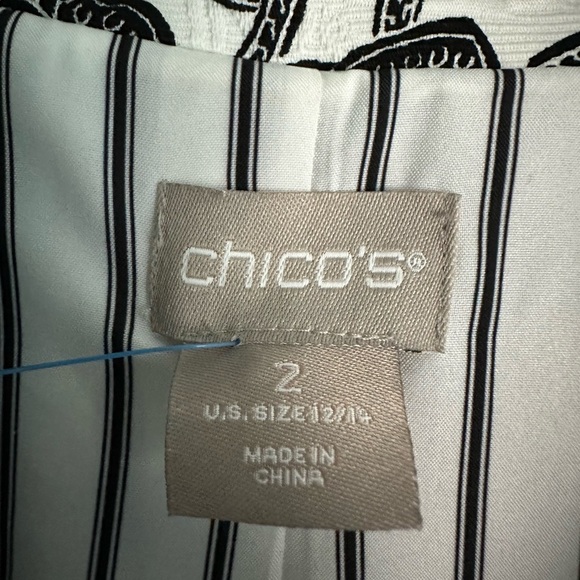 chico's®
2
U.S. SIZE 12/14
MADE IN
CHINA